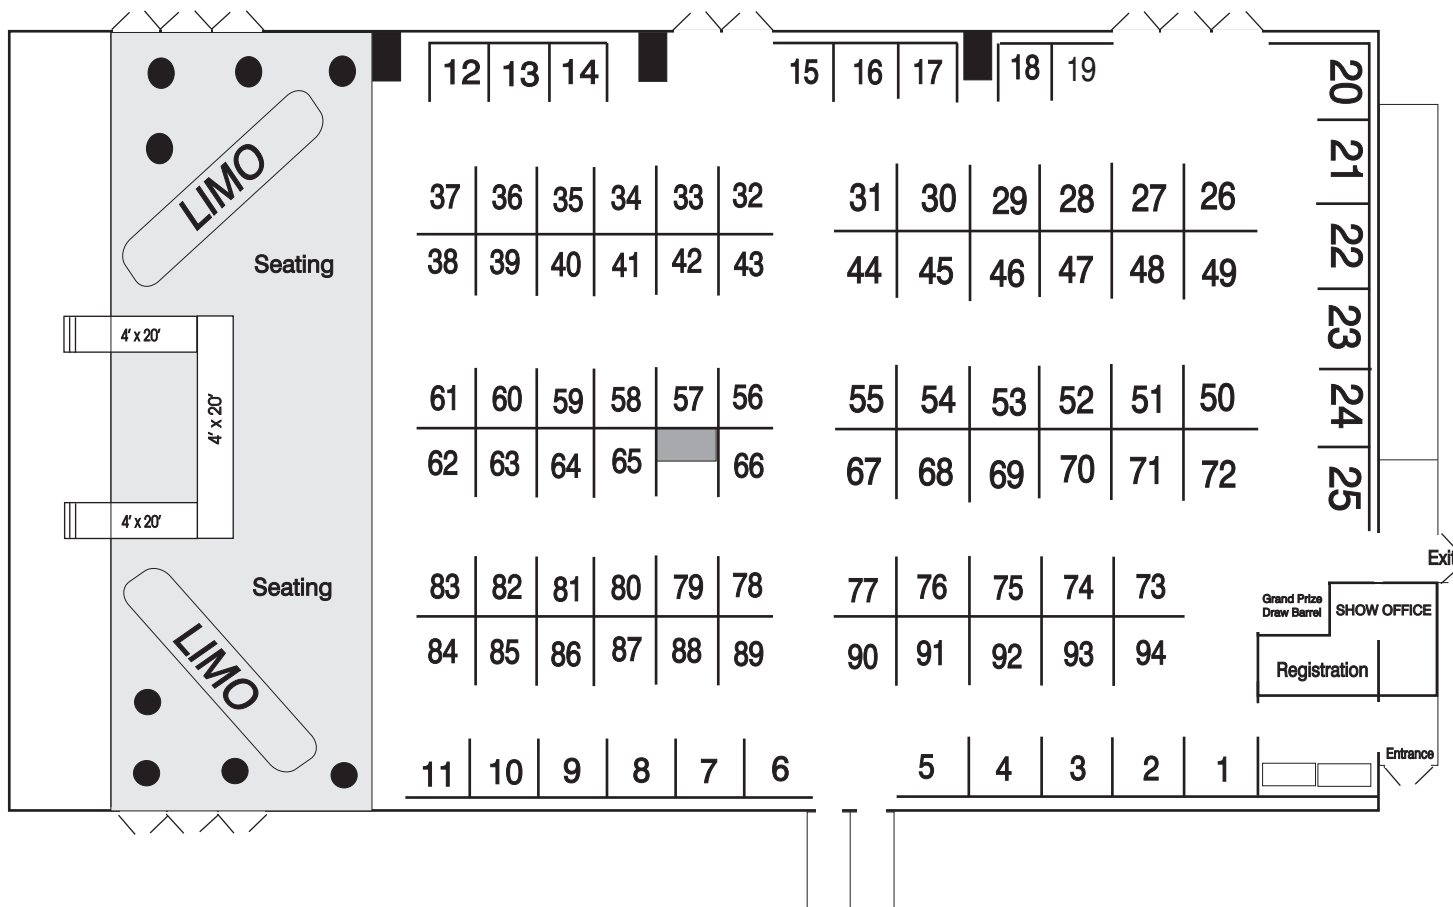 12 13 14 15 16 17 18 19
20
21
22
23
24
25
LIMO
Seating
37 36 35 34 33 32 31 30 29 28 27 26
38 39 40 41 42 43 44 45 46 47 48 49
4' x 20'
4' x 20'
4' x 20'
61 60 59 58 57 56 55 54 53 52 51 50
62 63 64 65 66 67 68 69 70 71 72
Seating
LIMO
83 82 81 80 79 78 77 76 75 74 73
84 85 86 87 88 89 90 91 92 93 94
Exit
Grand Prize
Draw Barrel
SHOW OFFICE
Registration
Entrance
11 10 9 8 7 6 5 4 3 2 1